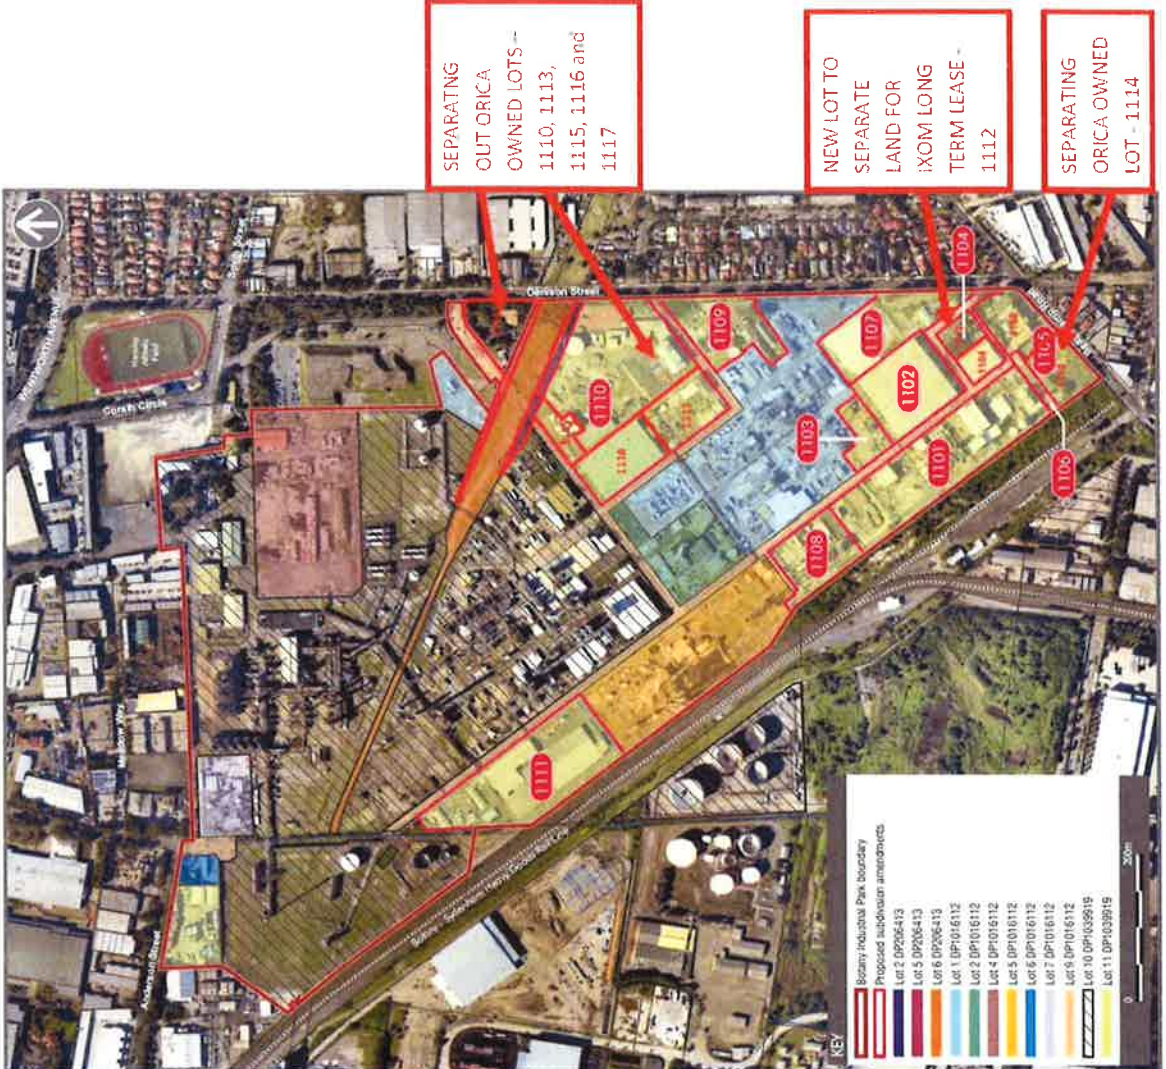 SEPARATNG
OUT ORICA
OWNED LOTS –
1110, 1113,
1115, 1116 and
1117
NEW LOT TO
SEPARATE
LAND FOR
IXOM LONG
TERM LEASE -
1112
SEPARATING
ORICA OWNED
LOT - 1114
Denison Street
Corish Circle
Anderson Street
1104
1109
1107
1110
1102
1105
1103
1101
1106
1108
1111
KEY
Botany Industrial Park boundary
Proposed subdivision amendments
Lot 2 DP206413
Lot 5 DP206413
Lot 6 DP206413
Lot 1 DP1016112
Lot 2 DP1016112
Lot 4 DP1016112
Lot 5 DP1016112
Lot 6 DP1016112
Lot 7 DP1016112
Lot 9 DP1016112
Lot 10 DP1039919
Lot 11 DP1039919
0
200m